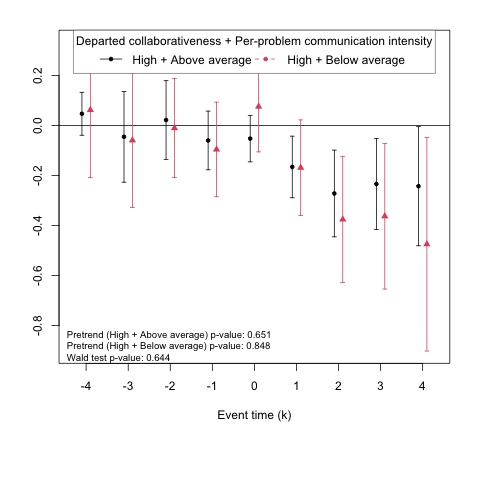 Departed collaborativeness + Per-problem communication intensity
High + Above average High + Below average
0.2
0.0
-0.2
-0.4
-0.6
-0.8
Pretrend (High + Above average) p-value: 0.651
Pretrend (High + Below average) p-value: 0.848
Wald test p-value: 0.644
-4 -3 -2 -1 0 1 2 3 4
Event time (k)